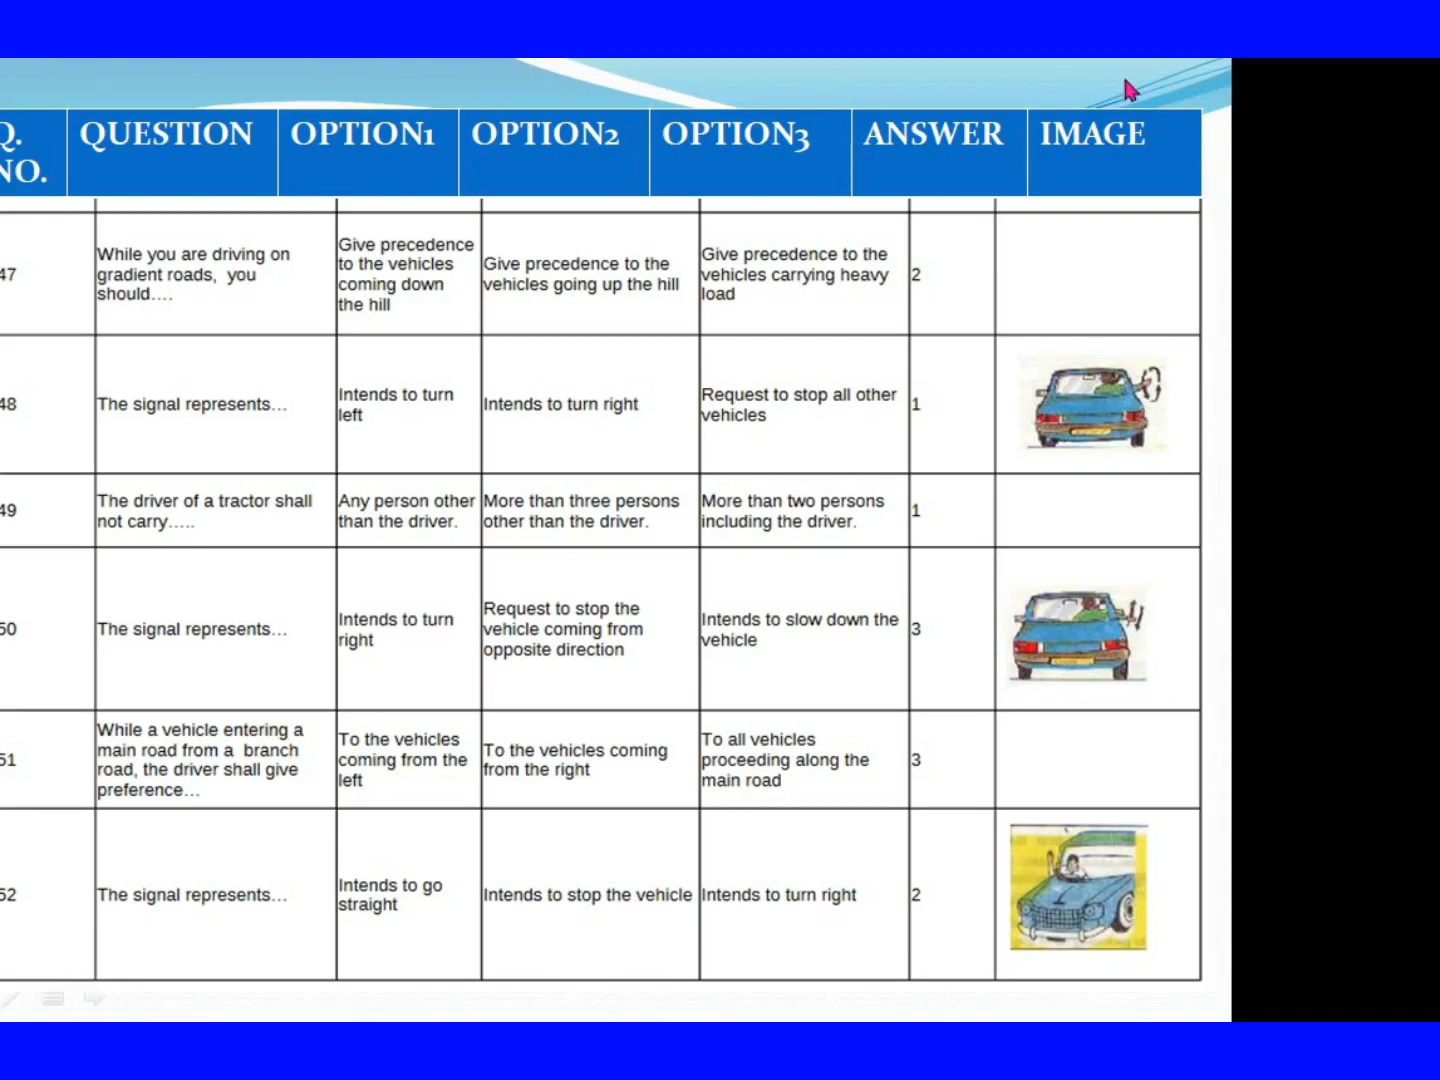 Q. NO. QUESTION OPTION1 OPTION2 OPTION3 ANSWER IMAGE
47
While you are driving on
gradient roads, you
should….
Give precedence
to the vehicles
coming down
the hill
Give precedence to the
vehicles going up the hill
Give precedence to the
vehicles carrying heavy
load
2
48
The signal represents…
Intends to turn
left
Intends to turn right
Request to stop all other
vehicles
1
49
The driver of a tractor shall
not carry…..
Any person other
than the driver.
More than three persons
other than the driver.
More than two persons
including the driver.
1
50
The signal represents…
Intends to turn
right
Request to stop the
vehicle coming from
opposite direction
Intends to slow down the
vehicle
3
51
While a vehicle entering a
main road from a branch
road, the driver shall give
preference…
To the vehicles
coming from the
left
To the vehicles coming
from the right
To all vehicles
proceeding along the
main road
3
52
The signal represents…
Intends to go
straight
Intends to stop the vehicle
Intends to turn right
2